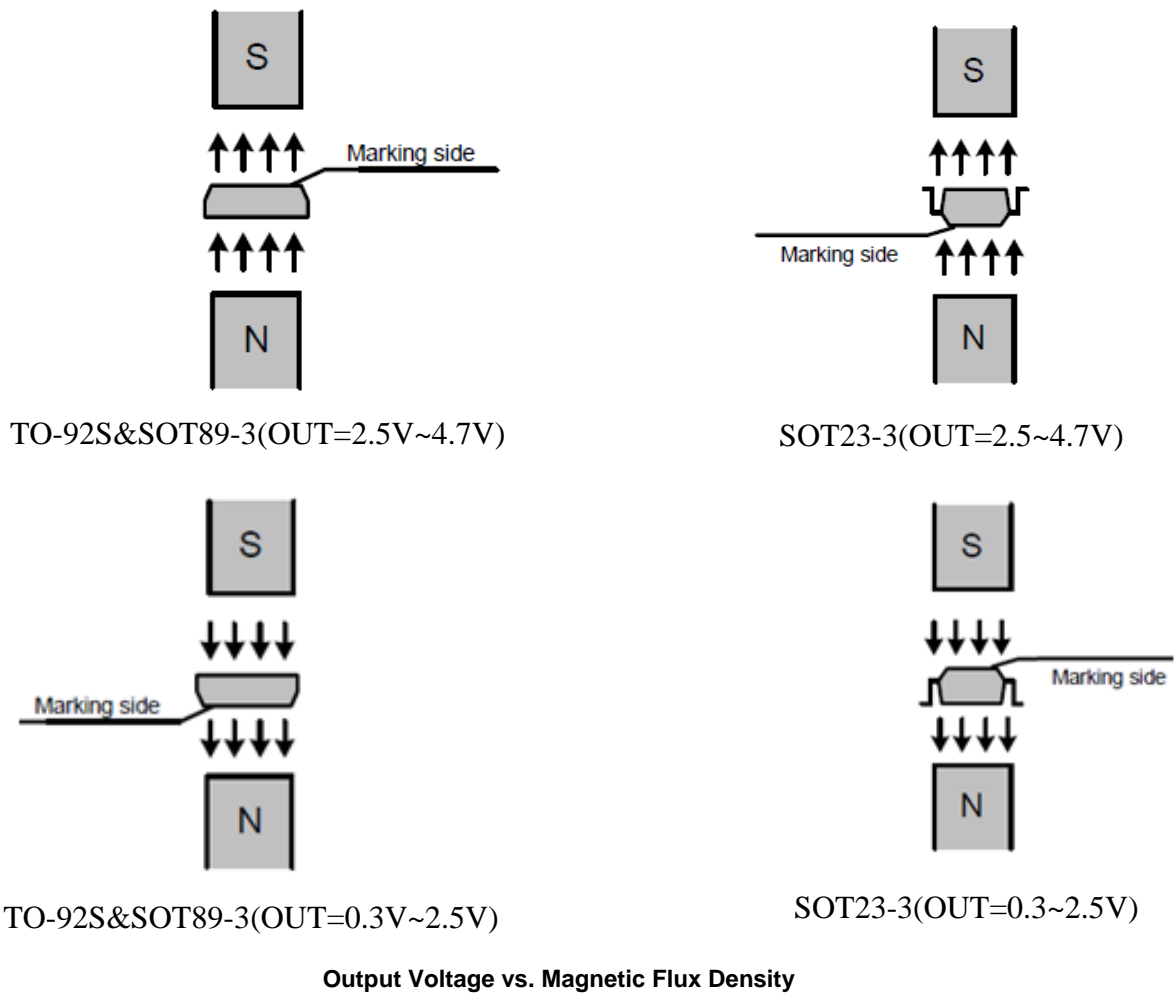 S
S
Marking side
Marking side
N
N
TO-92S&SOT89-3(OUT=2.5V~4.7V)
SOT23-3(OUT=2.5~4.7V)
S
S
Marking side
Marking side
N
N
TO-92S&SOT89-3(OUT=0.3V~2.5V)
SOT23-3(OUT=0.3~2.5V)
Output Voltage vs. Magnetic Flux Density